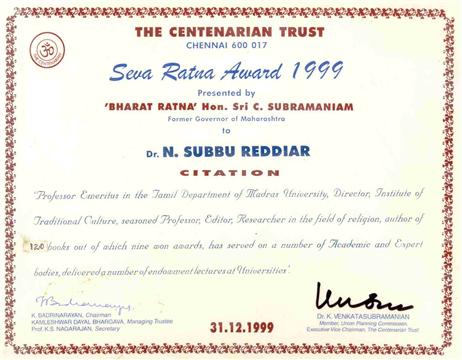 THE CENTENARIAN TRUST
CHENNAI 600 017
Seva Ratna Award 1999
Presented by
'BHARAT RATNA' Hon. Sri C. SUBRAMANIAM
Former Governor of Maharashtra
to
Dr. N. SUBBU REDDIAR
CITATION
'Professor Emeritus in the Tamil Department of Madras University, Director, Institute of
Traditional Culture, seasoned Professor, Editor, Researcher in the field of religion, author of
120 books out of which nine won awards, has served on a number of Academic and Expert
bodies, delivered a number of endowment lectures at Universities'.
K. BADRINARAYAN, Chairman
KAMLESHWAR DAYAL BHARGAVA, Managing Trustee
Prof. K.S. NAGARAJAN, Secretary
31.12.1999
Dr. K. VENKATASUBRAMANIAN
Member, Union Planning Commission,
Executive Vice Chairman, The Centenarian Trust